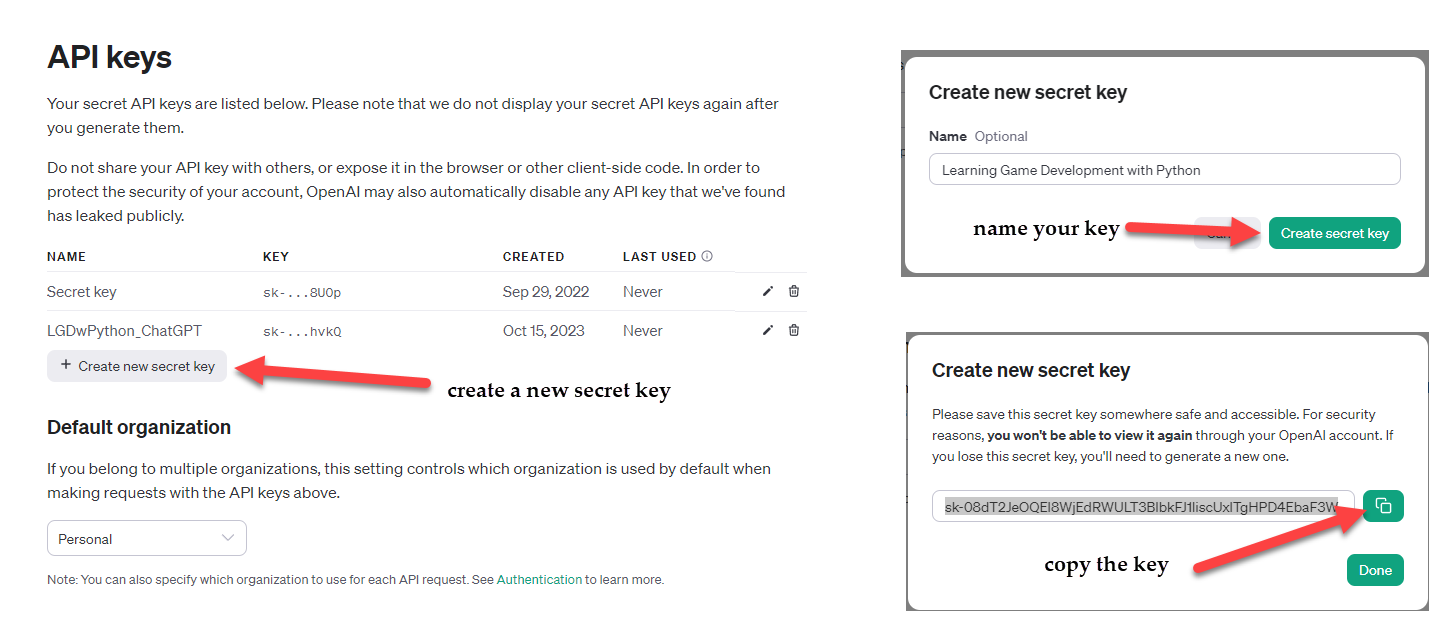 API keys
Your secret API keys are listed below. Please note that we do not display your secret API keys again after
you generate them.
Do not share your API key with others, or expose it in the browser or other client-side code. In order to
protect the security of your account, OpenAI may also automatically disable any API key that we've found
has leaked publicly.
NAME KEY CREATED LAST USED
Secret key sk-...8UOp Sep 29, 2022 Never
LGDwPython_ChatGPT sk-...hvkQ Oct 15, 2023 Never
+ Create new secret key
create a new secret key
Default organization
If you belong to multiple organizations, this setting controls which organization is used by default when
making requests with the API keys above.
Personal
Note: You can also specify which organization to use for each API request. See Authentication to learn more.
Create new secret key
Name Optional
Learning Game Development with Python
name your key
Create secret key
Create new secret key
Please save this secret key somewhere safe and accessible. For security
reasons, you won't be able to view it again through your OpenAI account. If
you lose this secret key, you'll need to generate a new one.
copy the key
Done